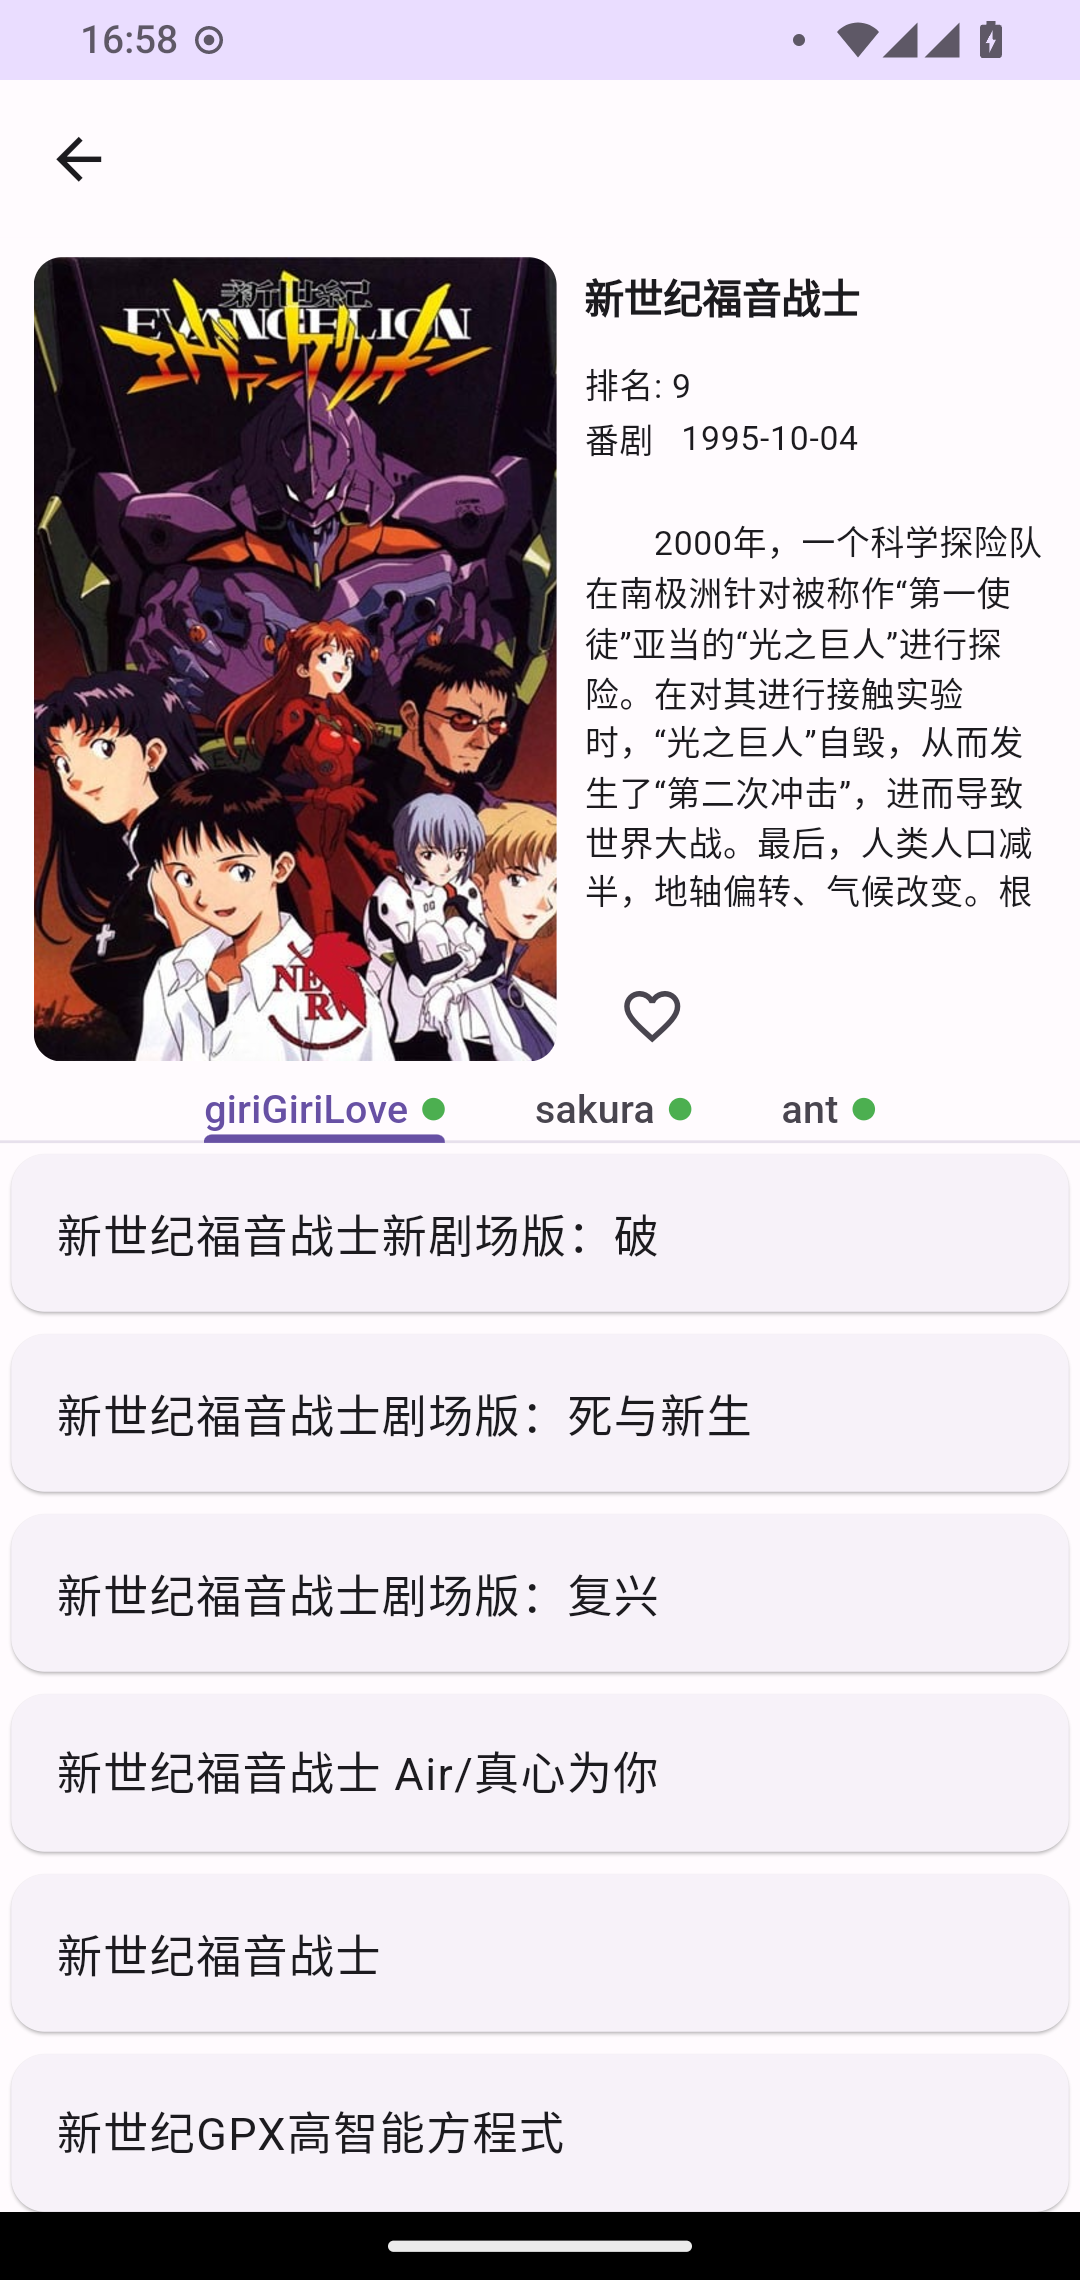 16:58
新世紀
EVANGELION
ヱヴァンゲリヲン
NERV
新世纪福音战士
排名: 9
番剧 1995-10-04
2000年，一个科学探险队
在南极洲针对被称作“第一使
徒”亚当的“光之巨人”进行探
险。在对其进行接触实验
时，“光之巨人”自毁，从而发
生了“第二次冲击”，进而导致
世界大战。最后，人类人口减
半，地轴偏转、气候改变。根
giriGiriLove sakura ant
新世纪福音战士新剧场版：破
新世纪福音战士剧场版：死与新生
新世纪福音战士剧场版：复兴
新世纪福音战士 Air/真心为你
新世纪福音战士
新世纪GPX高智能方程式